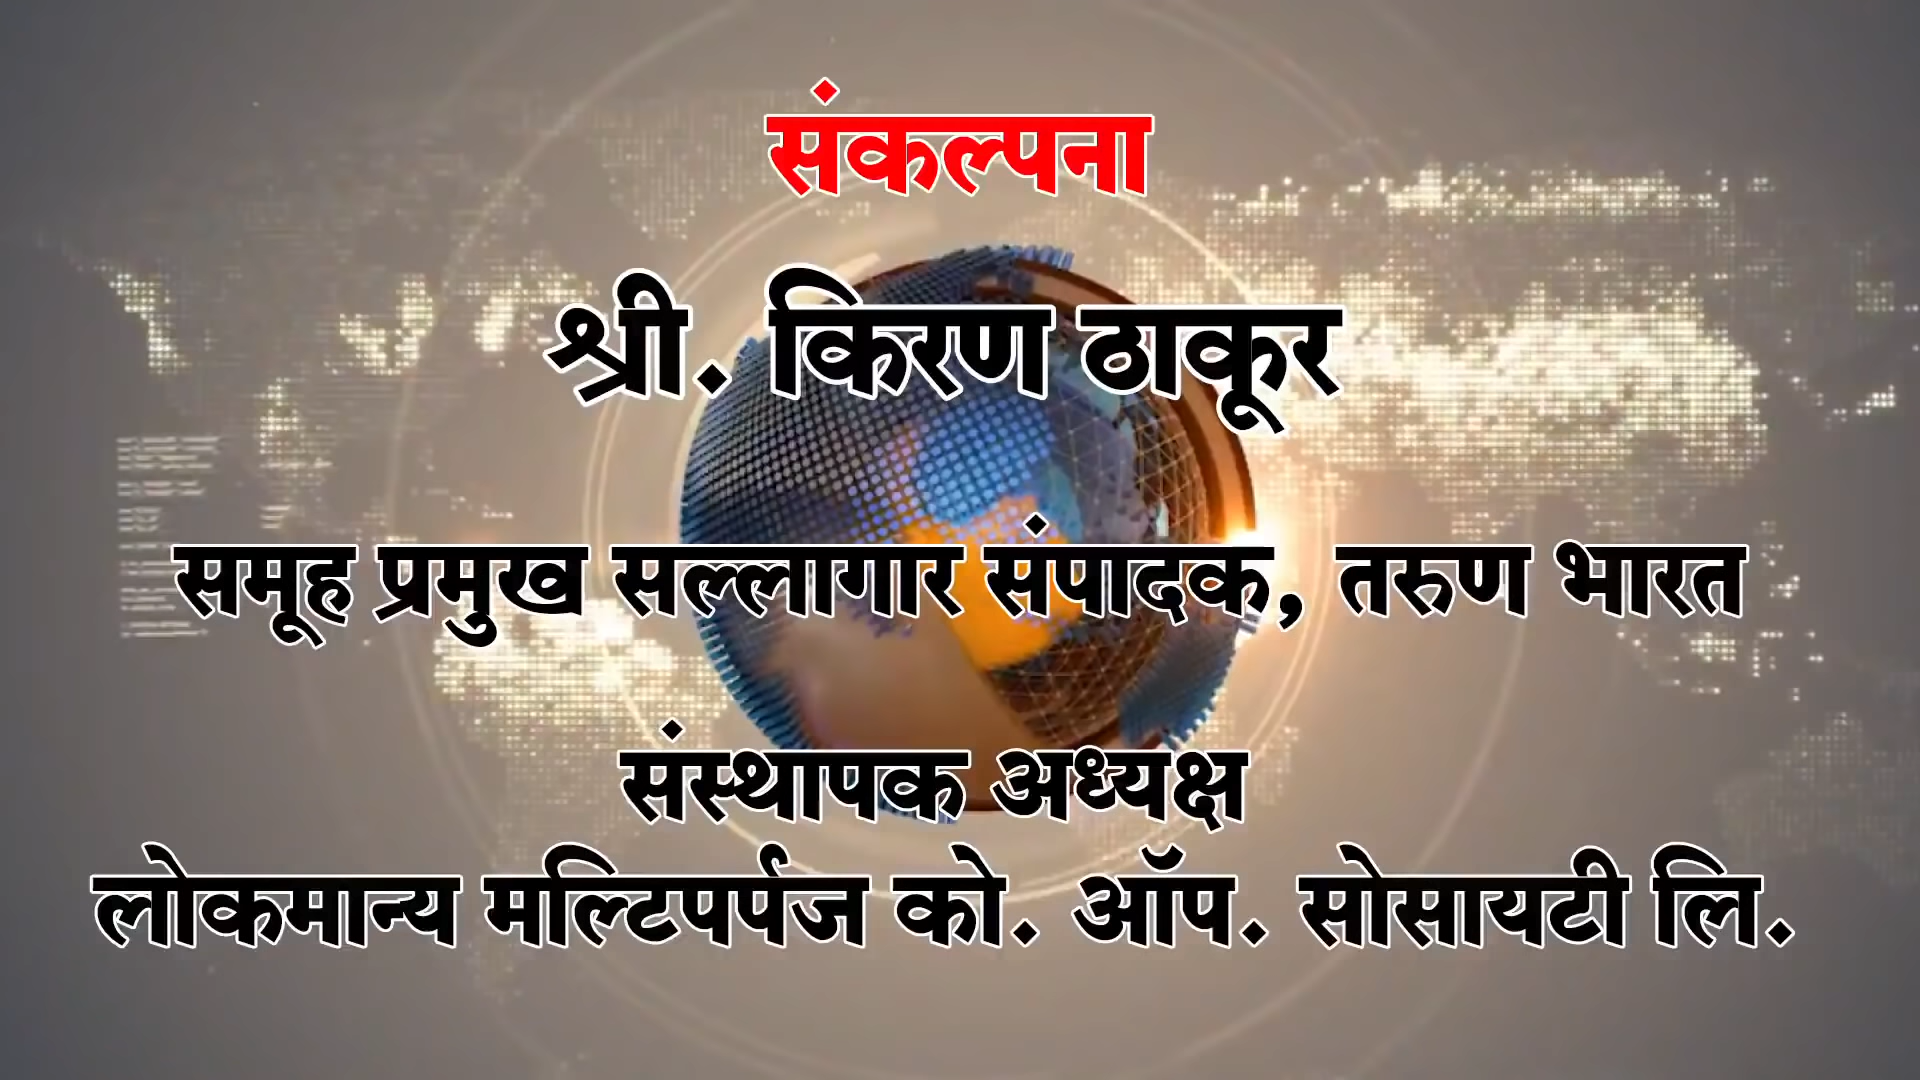 संकल्पना
श्री. किरण ठाकूर
समूह प्रमुख सल्लागार संपादक, तरुण भारत
संस्थापक अध्यक्ष
लोकमान्य मल्टिपर्पज को. ऑप. सोसायटी लि.